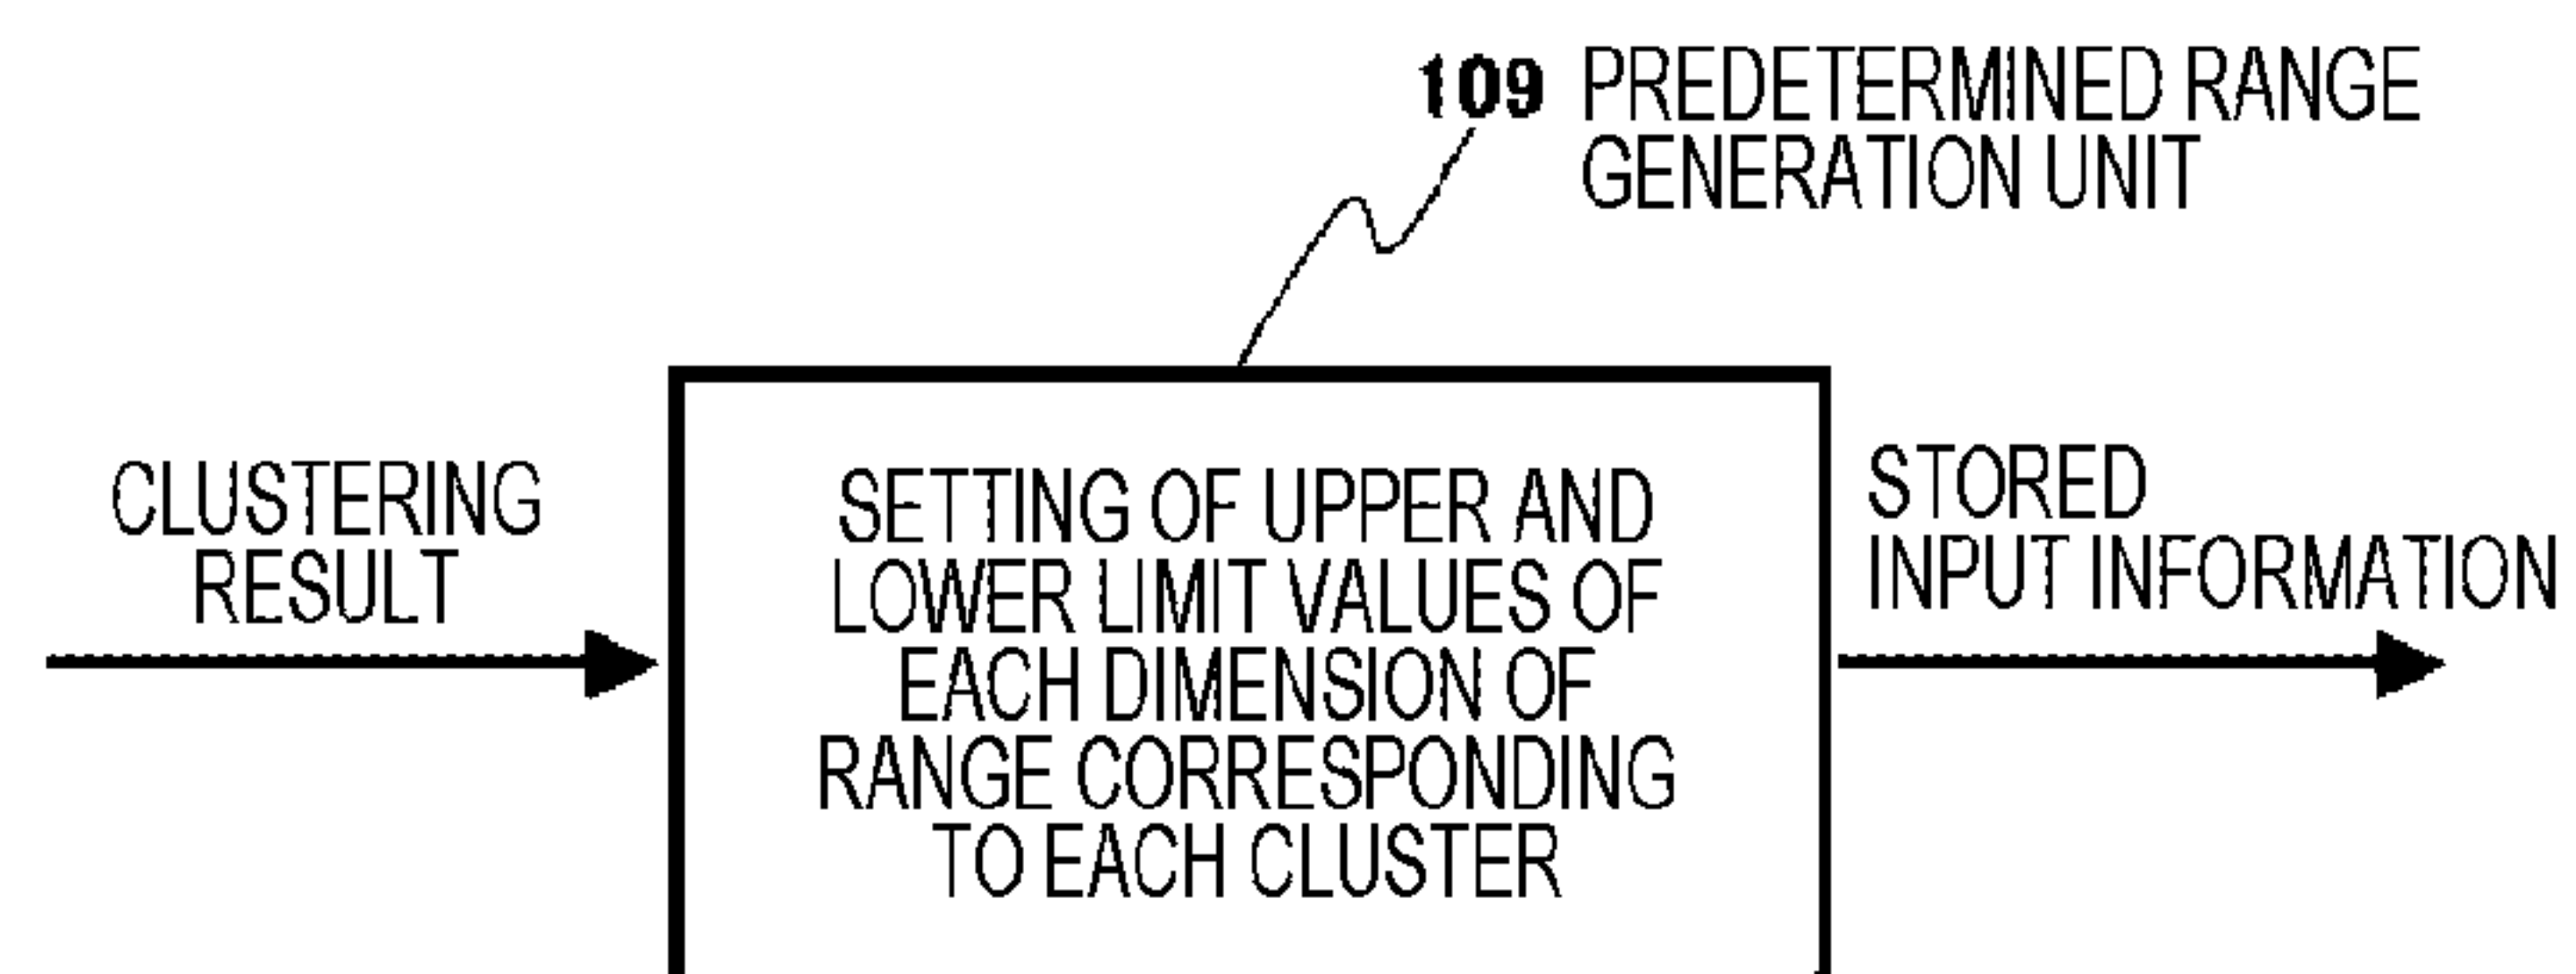 109 PREDETERMINED RANGE
GENERATION UNIT
CLUSTERING
RESULT
SETTING OF UPPER AND
LOWER LIMIT VALUES OF
EACH DIMENSION OF
RANGE CORRESPONDING
TO EACH CLUSTER
STORED
INPUT INFORMATION